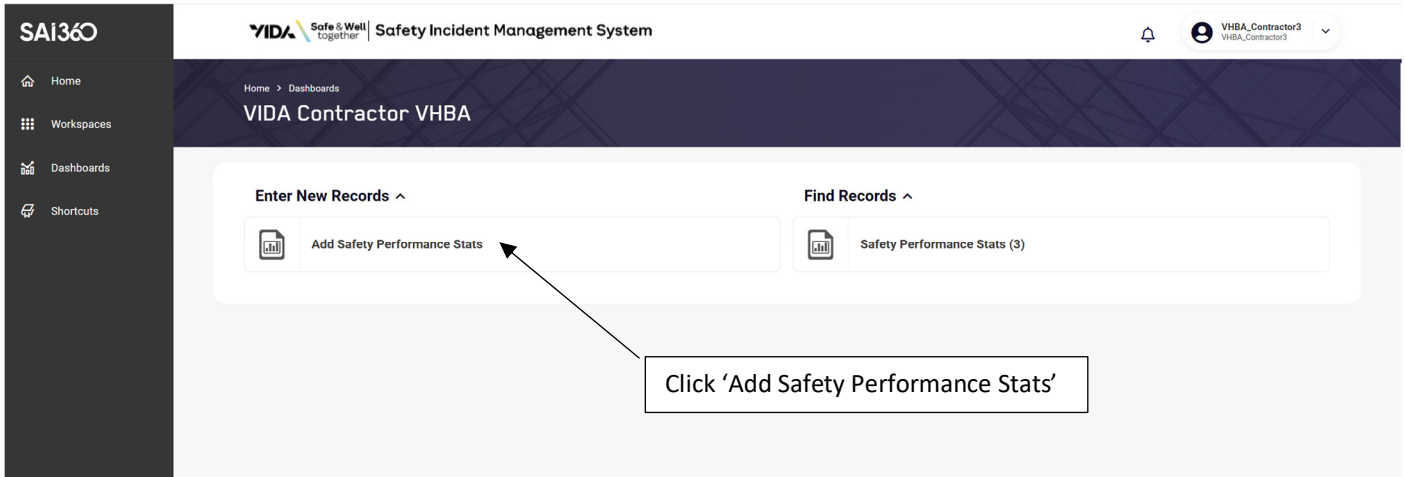 SAi360
VIDA Safe & Well together | Safety Incident Management System
VHBA_Contractor3
VHBA_Contractor3
Home
Workspaces
Dashboards
Shortcuts
Home > Dashboards
VIDA Contractor VHBA
Enter New Records
Add Safety Performance Stats
Find Records
Safety Performance Stats (3)
Click ‘Add Safety Performance Stats’